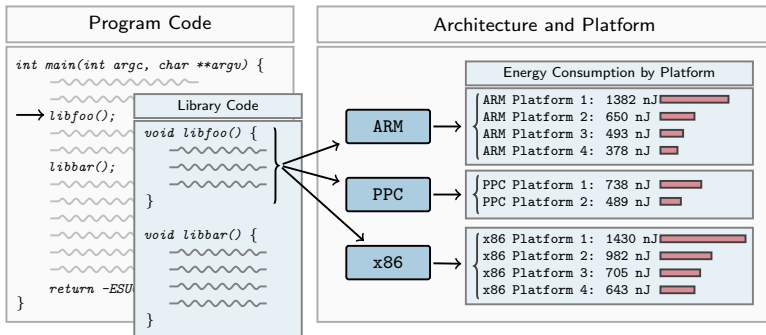 Program Code
int main(int argc, char **argv) {
libfoo();
libbar();
return -ESU
}
Library Code
void libfoo() {
}
void libbar() {
}
Architecture and Platform
ARM
PPC
x86
Energy Consumption by Platform
ARM Platform 1: 1382 nJ
ARM Platform 2: 650 nJ
ARM Platform 3: 493 nJ
ARM Platform 4: 378 nJ
PPC Platform 1: 738 nJ
PPC Platform 2: 489 nJ
x86 Platform 1: 1430 nJ
x86 Platform 2: 982 nJ
x86 Platform 3: 705 nJ
x86 Platform 4: 643 nJ